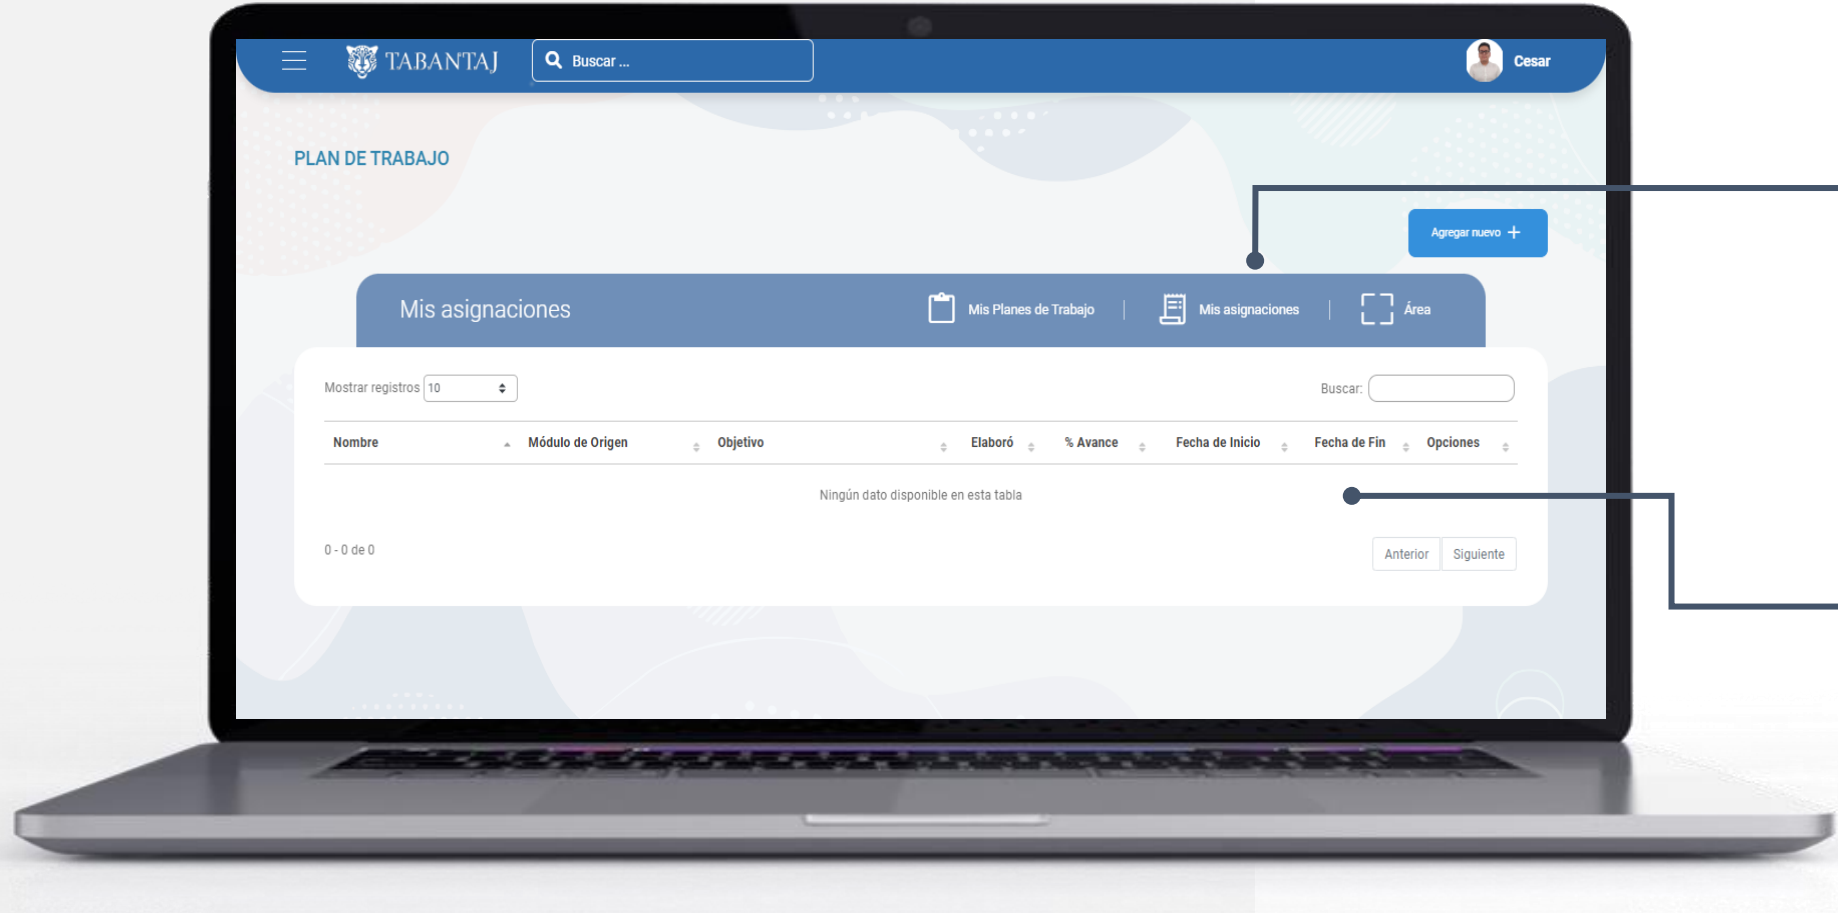 TABANTAJ
Buscar ...
Cesar
PLAN DE TRABAJO
Agregar nuevo +
Mis asignaciones
Mis Planes de Trabajo
Mis asignaciones
Área
Mostrar registros 10
Buscar:
Nombre Módulo de Origen Objetivo Elaboró % Avance Fecha de Inicio Fecha de Fin Opciones
Ningún dato disponible en esta tabla
0 - 0 de 0
Anterior Siguiente